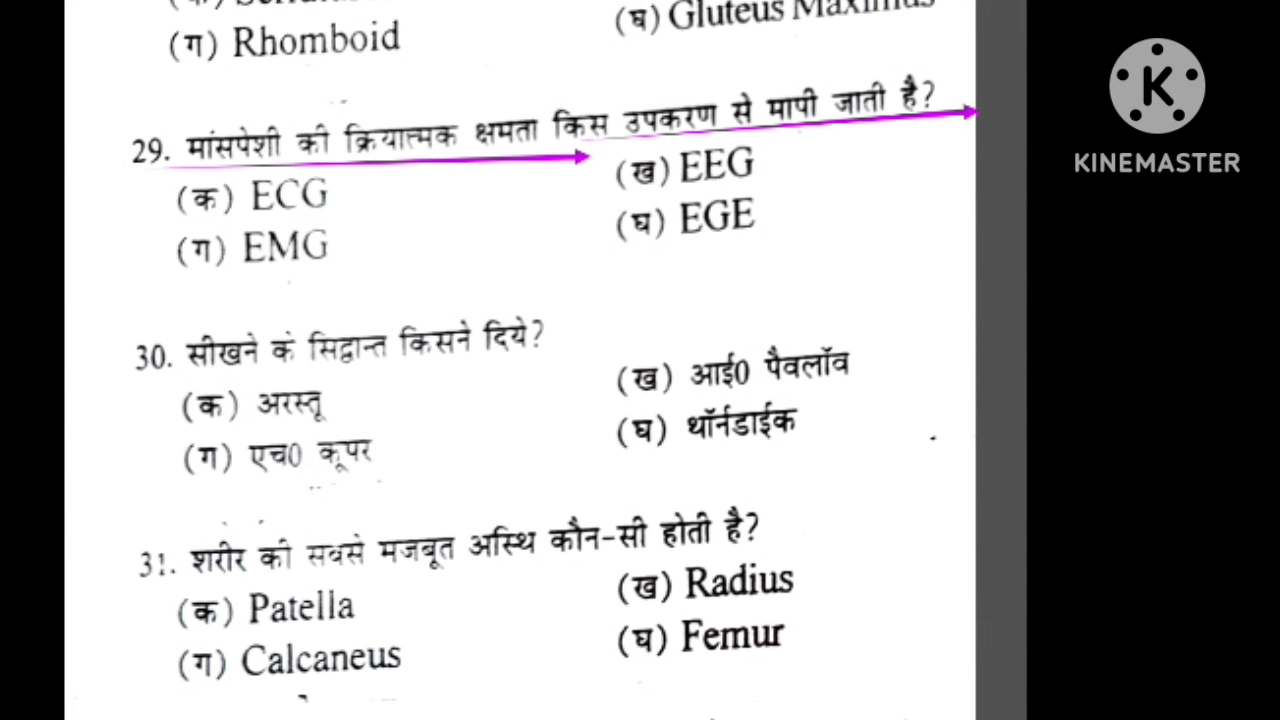 (ग) Rhomboid
(घ) Gluteus Maximus
29. मांसपेशी की क्रियात्मक क्षमता किस उपकरण से मापी जाती है?
(क) ECG
(ख) EEG
(ग) EMG
(घ) EGE
30. सीखने के सिद्वान्त किसने दिये?
(क) अरस्तू
(ख) आई0 पैवलॉव
(ग) एच0 कूपर
(घ) थॉर्नडाईक
31. शरीर की सबसे मजबूत अस्थि कौन-सी होती है?
(क) Patella
(ख) Radius
(ग) Calcaneus
(घ) Femur
KINEMASTER